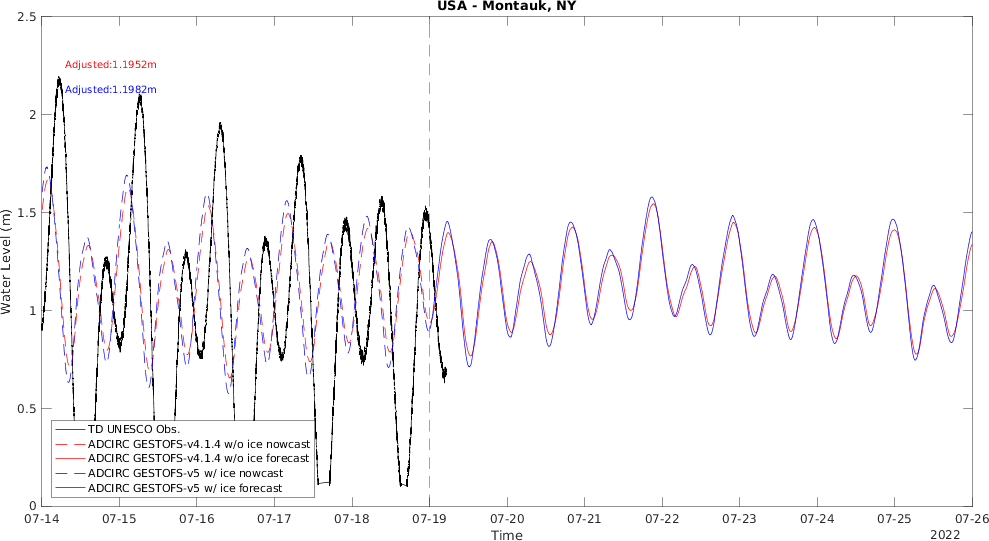 USA - Montauk, NY
2.5
Adjusted:1.1952m
Adjusted:1.1982m
2
1.5
Water Level (m)
1
0.5
TD UNESCO Obs.
ADCIRC GESTOFS-v4.1.4 w/o ice nowcast
ADCIRC GESTOFS-v4.1.4 w/o ice forecast
ADCIRC GESTOFS-v5 w/ ice nowcast
ADCIRC GESTOFS-v5 w/ ice forecast
0
07-14 07-15 07-16 07-17 07-18 07-19 07-20 07-21 07-22 07-23 07-24 07-25 07-26
Time
2022